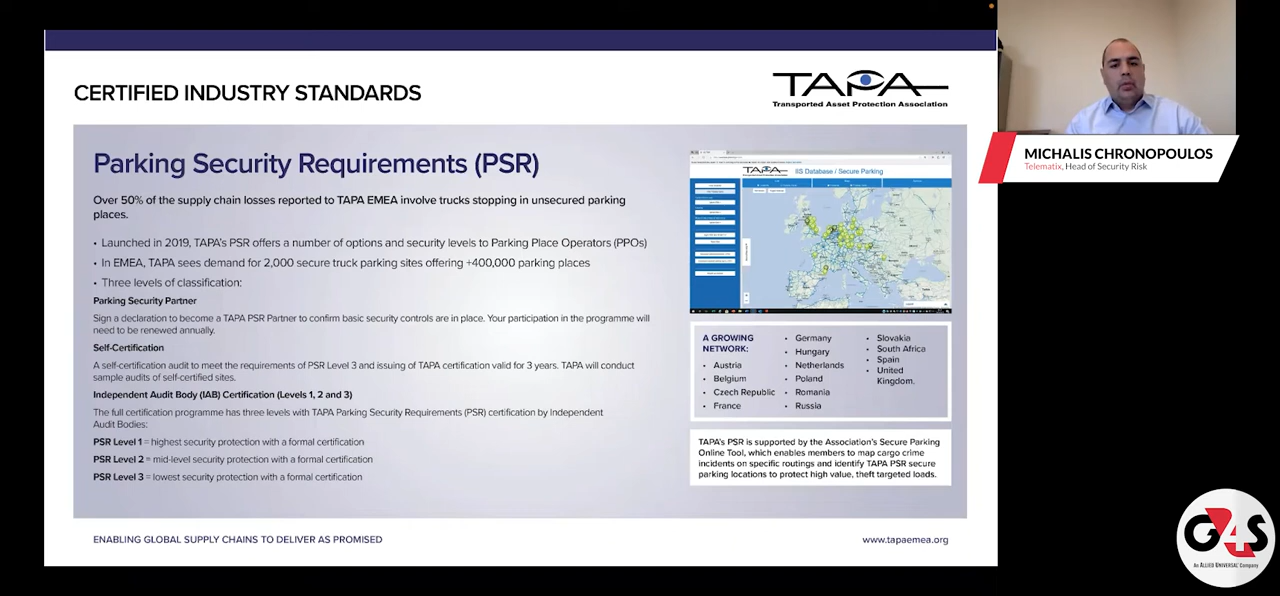 CERTIFIED INDUSTRY STANDARDS
TAPA
Transported Asset Protection Association
Parking Security Requirements (PSR)
Over 50% of the supply chain losses reported to TAPA EMEA involve trucks stopping in unsecured parking
places.
• Launched in 2019, TAPA's PSR offers a number of options and security levels to Parking Place Operators (PPOs)
• In EMEA, TAPA sees demand for 2,000 secure truck parking sites offering +400,000 parking places
• Three levels of classification:
Parking Security Partner
Sign a declaration to become a TAPA PSR Partner to confirm basic security controls are in place. Your participation in the programme will
need to be renewed annually.
Self-Certification
A self-certification audit to meet the requirements of PSR Level 3 and issuing of TAPA certification valid for 3 years. TAPA will conduct
sample audits of self-certified sites.
Independent Audit Body (IAB) Certification (Levels 1, 2 and 3)
The full certification programme has three levels with TAPA Parking Security Requirements (PSR) certification by Independent
Audit Bodies:
PSR Level 1 = highest security protection with a formal certification
PSR Level 2 = mid-level security protection with a formal certification
PSR Level 3 = lowest security protection with a formal certification
TAPA
IIS Database / Secure Parking
A GROWING
NETWORK:
• Austria
• Belgium
• Czech Republic
• France
• Germany
• Hungary
• Netherlands
• Poland
• Romania
• Russia
• Slovakia
• South Africa
• Spain
• United
Kingdom.
TAPA's PSR is supported by the Association's Secure Parking
Online Tool, which enables members to map cargo crime
incidents on specific routings and identify TAPA PSR secure
parking locations to protect high value, theft targeted loads.
ENABLING GLOBAL SUPPLY CHAINS TO DELIVER AS PROMISED
www.tapaemea.org
MICHALIS CHRONOPOULOS
Telematix, Head of Security Risk
G4S
An ALLIED UNIVERSAL Company